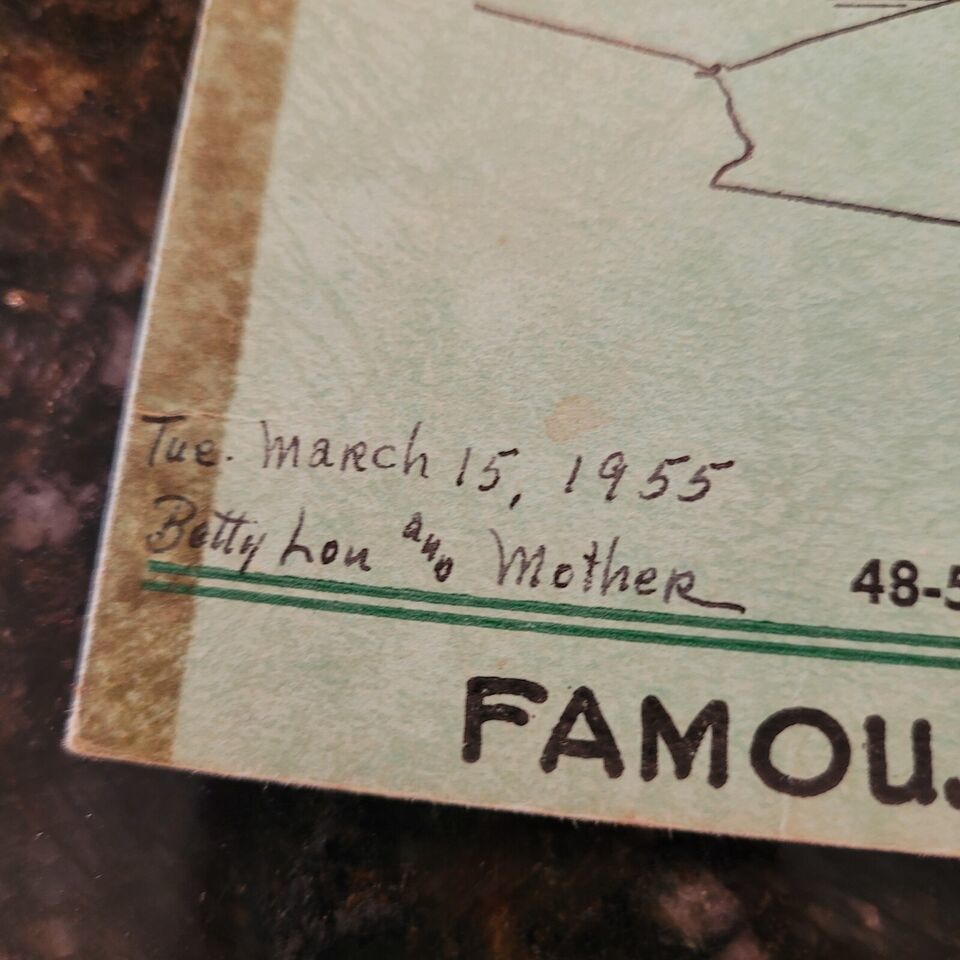 Tue. March 15, 1955
Betty Lou and Mother
48-5
FAMOU